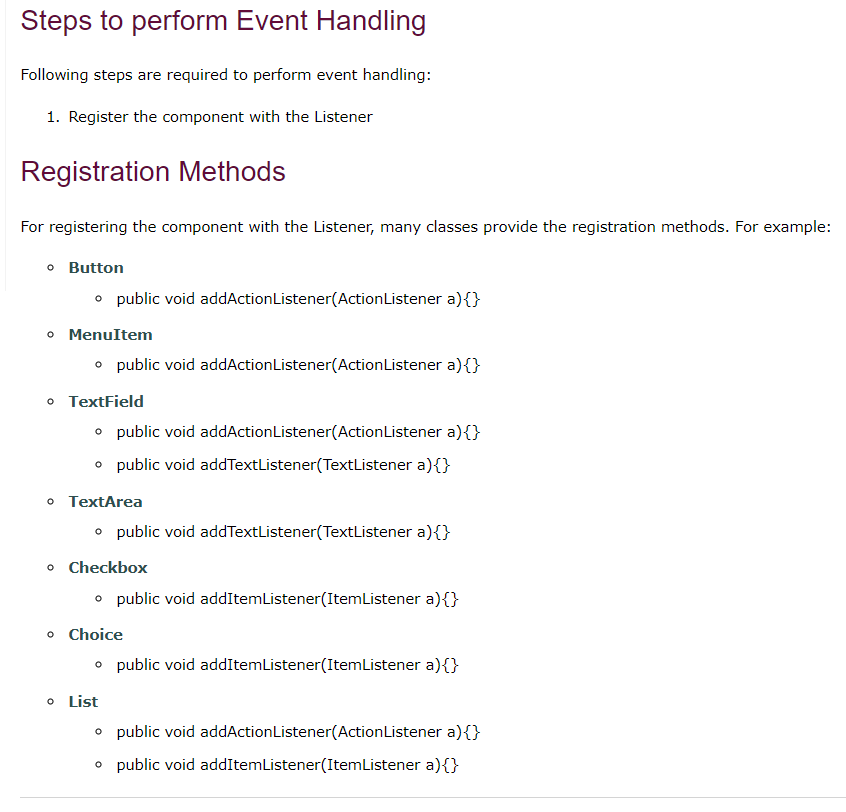 Steps to perform Event Handling
Following steps are required to perform event handling:
1. Register the component with the Listener
Registration Methods
For registering the component with the Listener, many classes provide the registration methods. For example:
Button
public void addActionListener(ActionListener a){}
MenuItem
public void addActionListener(ActionListener a){}
TextField
public void addActionListener(ActionListener a){}
public void addTextListener(TextListener a){}
TextArea
public void addTextListener(TextListener a){}
Checkbox
public void addItemListener(ItemListener a){}
Choice
public void addItemListener(ItemListener a){}
List
public void addActionListener(ActionListener a){}
public void addItemListener(ItemListener a){}